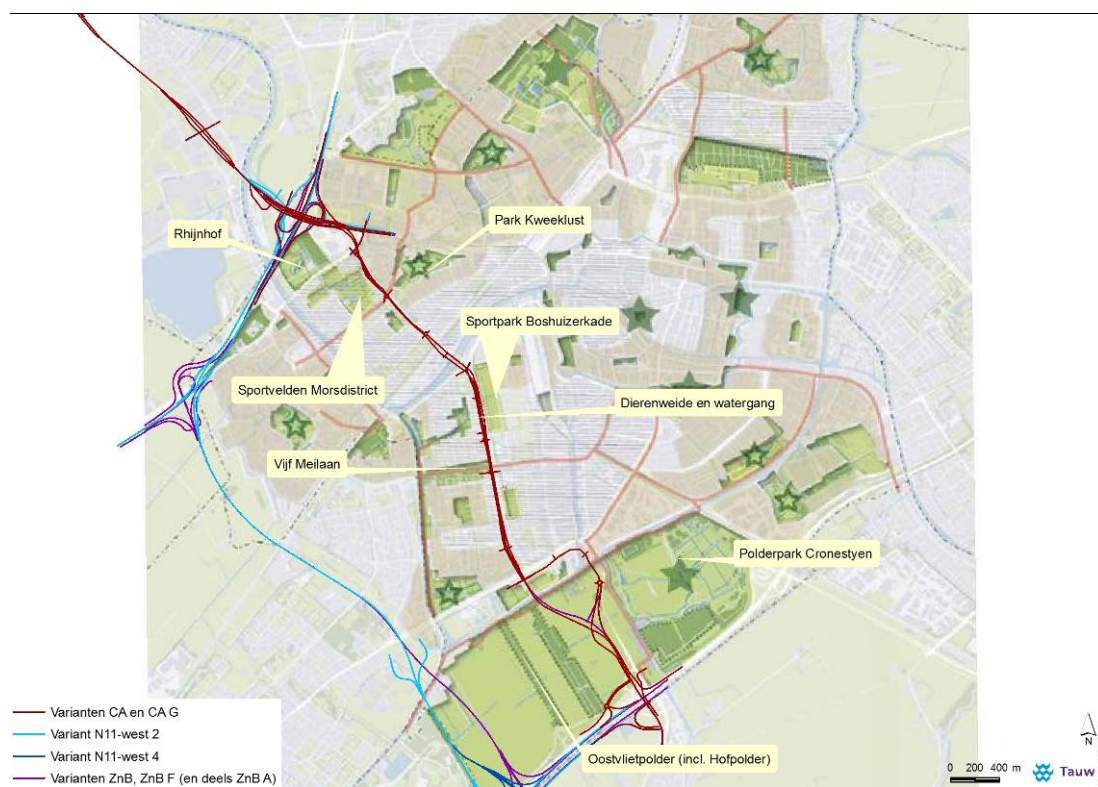 Rhijnhof
Park Kweeklust
Sportpark Boshuizerkade
Sportvelden Morsdistrict
Dierenweide en watergang
Vijf Meilaan
Polderpark Cronestyen
Oostvlietpolder (incl. Hofpolder)
Varianten CA en CA G
Variant N11-west 2
Variant N11-west 4
Varianten ZnB, ZnB F (en deels ZnB A)
N
0 200 400 m
Tauw